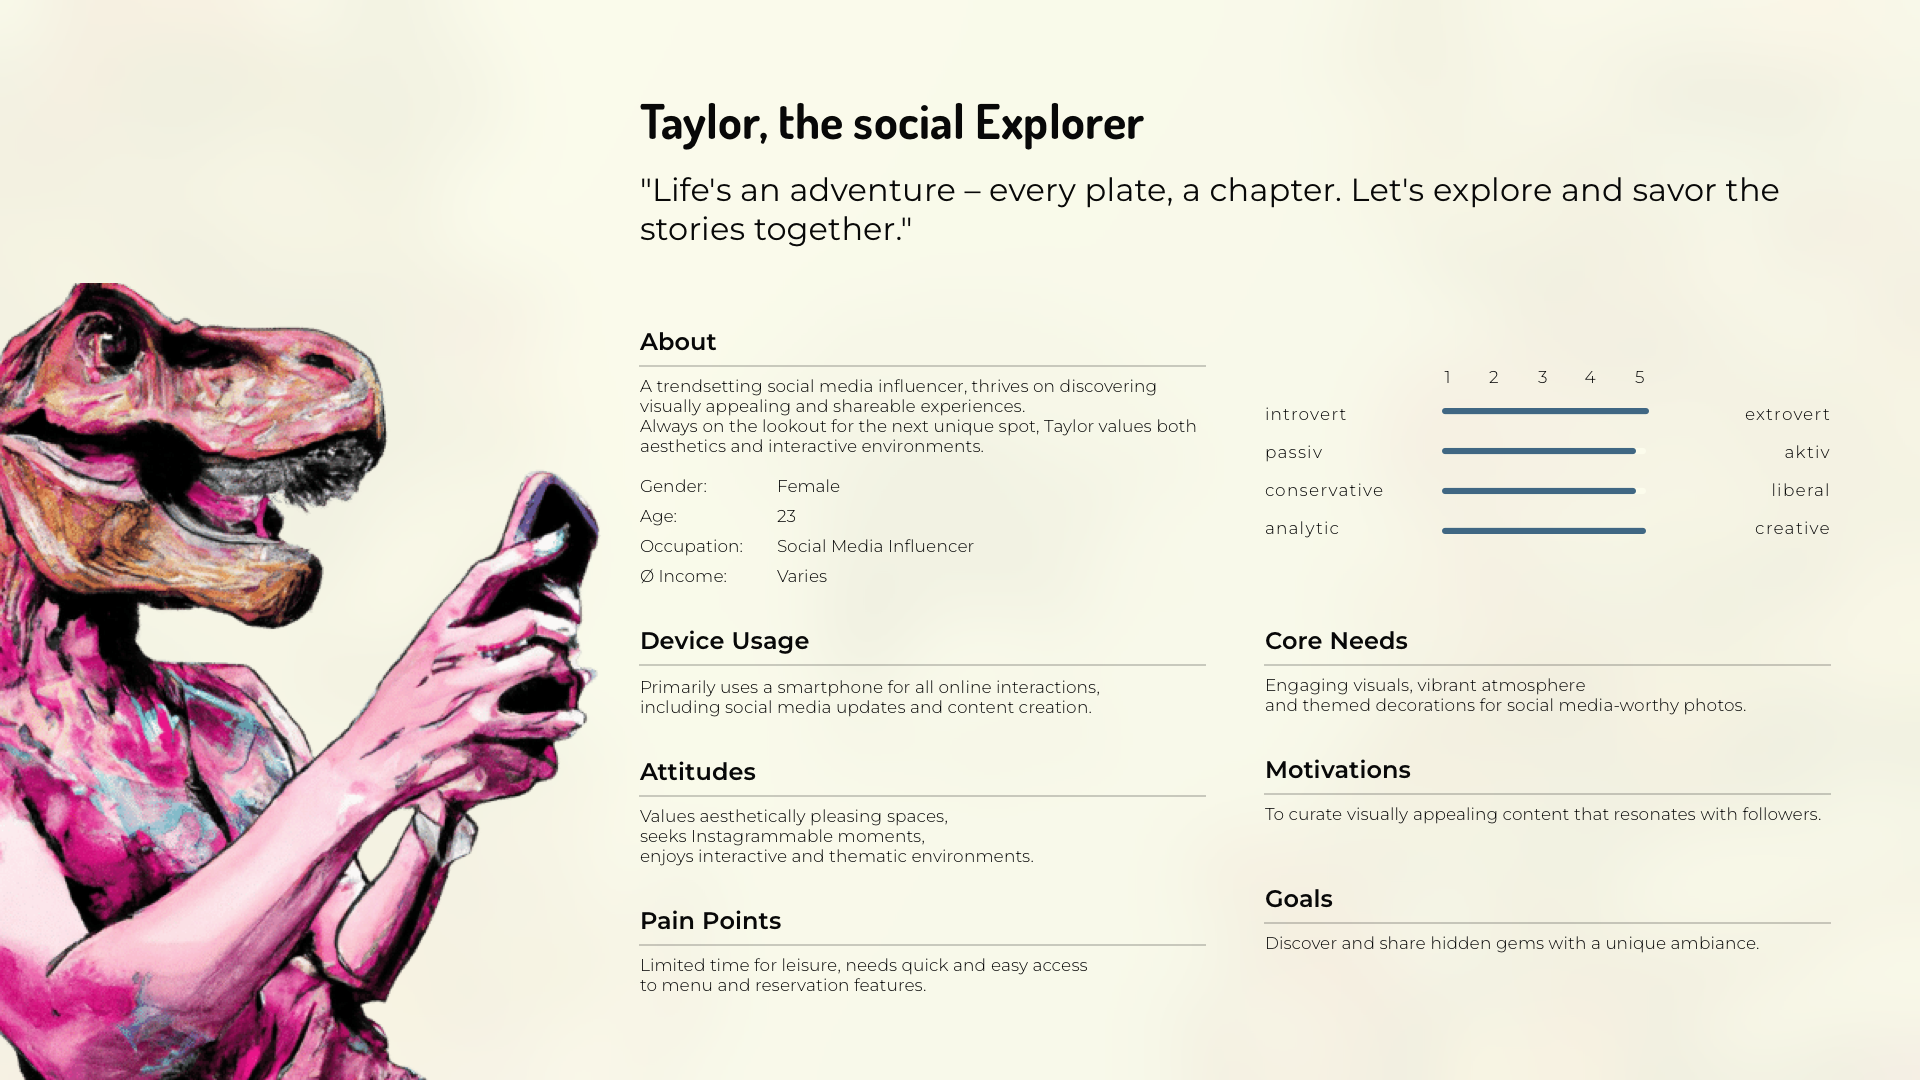 Taylor, the social Explorer
"Life's an adventure – every plate, a chapter. Let's explore and savor the
stories together."
About
A trendsetting social media influencer, thrives on discovering
visually appealing and shareable experiences.
Always on the lookout for the next unique spot, Taylor values both
aesthetics and interactive environments.
Gender: Female
Age: 23
Occupation: Social Media Influencer
Ø Income: Varies
1 2 3 4 5
introvert extrovert
passiv aktiv
conservative liberal
analytic creative
Device Usage
Primarily uses a smartphone for all online interactions,
including social media updates and content creation.
Attitudes
Values aesthetically pleasing spaces,
seeks Instagrammable moments,
enjoys interactive and thematic environments.
Pain Points
Limited time for leisure, needs quick and easy access
to menu and reservation features.
Core Needs
Engaging visuals, vibrant atmosphere
and themed decorations for social media-worthy photos.
Motivations
To curate visually appealing content that resonates with followers.
Goals
Discover and share hidden gems with a unique ambiance.